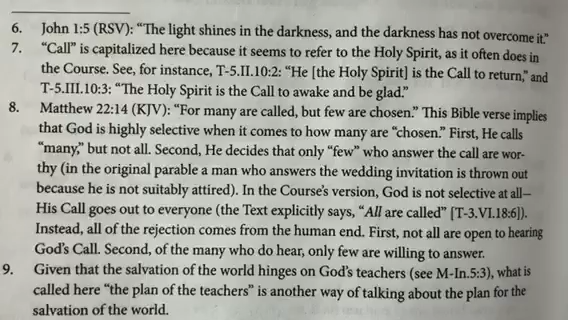 6. John 1:5 (RSV): “The light shines in the darkness, and the darkness has not overcome it.”
7. “Call” is capitalized here because it seems to refer to the Holy Spirit, as it often does in
the Course. See, for instance, T-5.II.10:2: “He [the Holy Spirit] is the Call to return,” and
T-5.III.10:3: “The Holy Spirit is the Call to awake and be glad.”
8. Matthew 22:14 (KJV): “For many are called, but few are chosen.” This Bible verse implies
that God is highly selective when it comes to how many are “chosen.” First, He calls
“many,” but not all. Second, He decides that only “few” who answer the call are wor-
thy (in the original parable a man who answers the wedding invitation is thrown out
because he is not suitably attired). In the Course’s version, God is not selective at all—
His Call goes out to everyone (the Text explicitly says, “All are called” [T-3.VI.18:6]).
Instead, all of the rejection comes from the human end. First, not all are open to hearing
God’s Call. Second, of the many who do hear, only few are willing to answer.
9. Given that the salvation of the world hinges on God’s teachers (see M-In.5:3), what is
called here “the plan of the teachers” is another way of talking about the plan for the
salvation of the world.